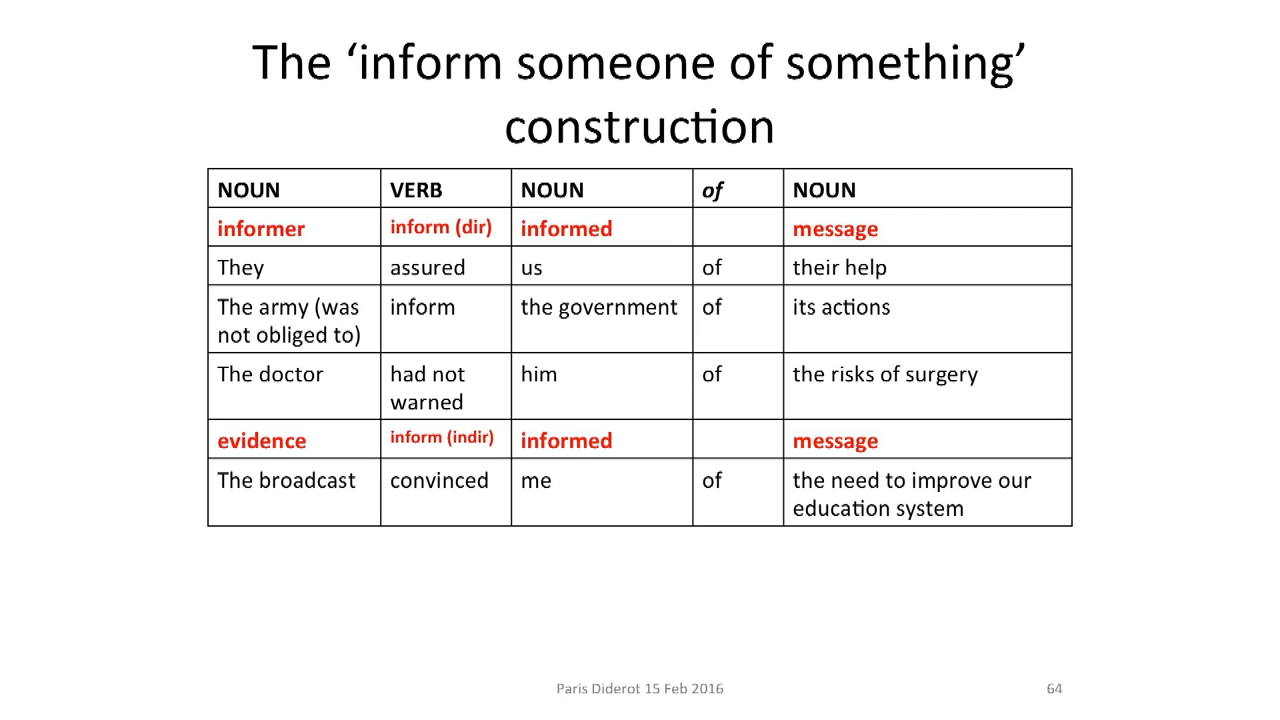 The ‘inform someone of something’
construction
NOUN VERB NOUN of NOUN
informer inform (dir) informed message
They assured us of their help
The army (was inform the government of its actions
not obliged to)
The doctor had not him of the risks of surgery
warned
evidence inform (indir) informed message
The broadcast convinced me of the need to improve our
education system
Paris Diderot 15 Feb 2016 64